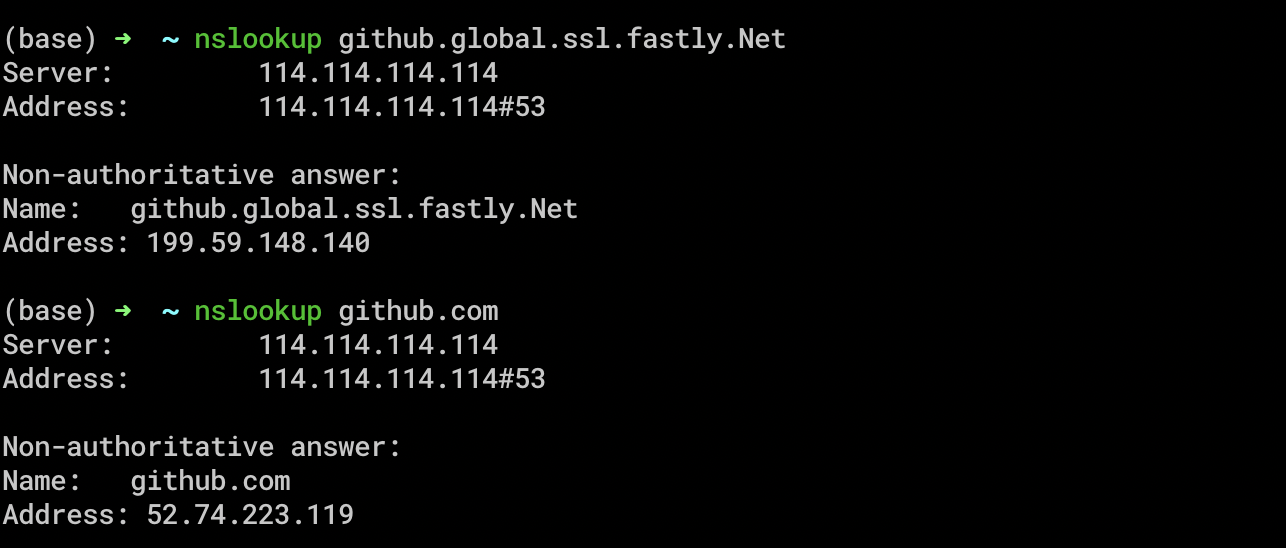 (base) ➜  ~ nslookup github.global.ssl.fastly.Net
Server:         114.114.114.114
Address:        114.114.114.114#53
Non-authoritative answer:
Name:   github.global.ssl.fastly.Net
Address: 199.59.148.140
(base) ➜  ~ nslookup github.com
Server:         114.114.114.114
Address:        114.114.114.114#53
Non-authoritative answer:
Name:   github.com
Address: 52.74.223.119